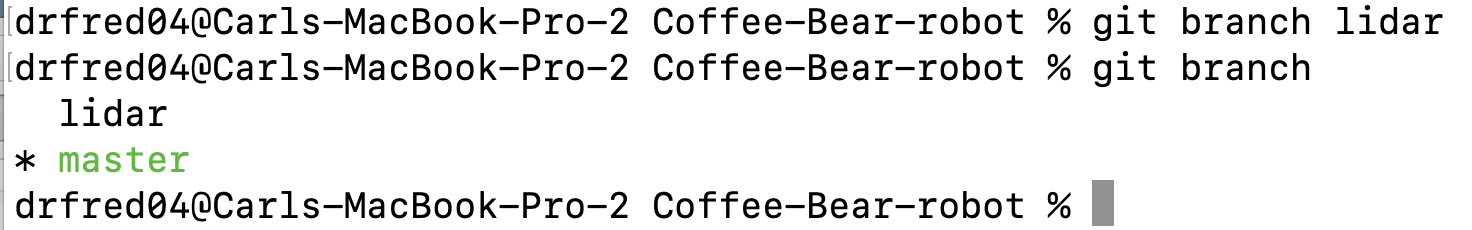 drfred04@Carls-MacBook-Pro-2 Coffee-Bear-robot % git branch lidar
drfred04@Carls-MacBook-Pro-2 Coffee-Bear-robot % git branch
  lidar
* master
drfred04@Carls-MacBook-Pro-2 Coffee-Bear-robot %